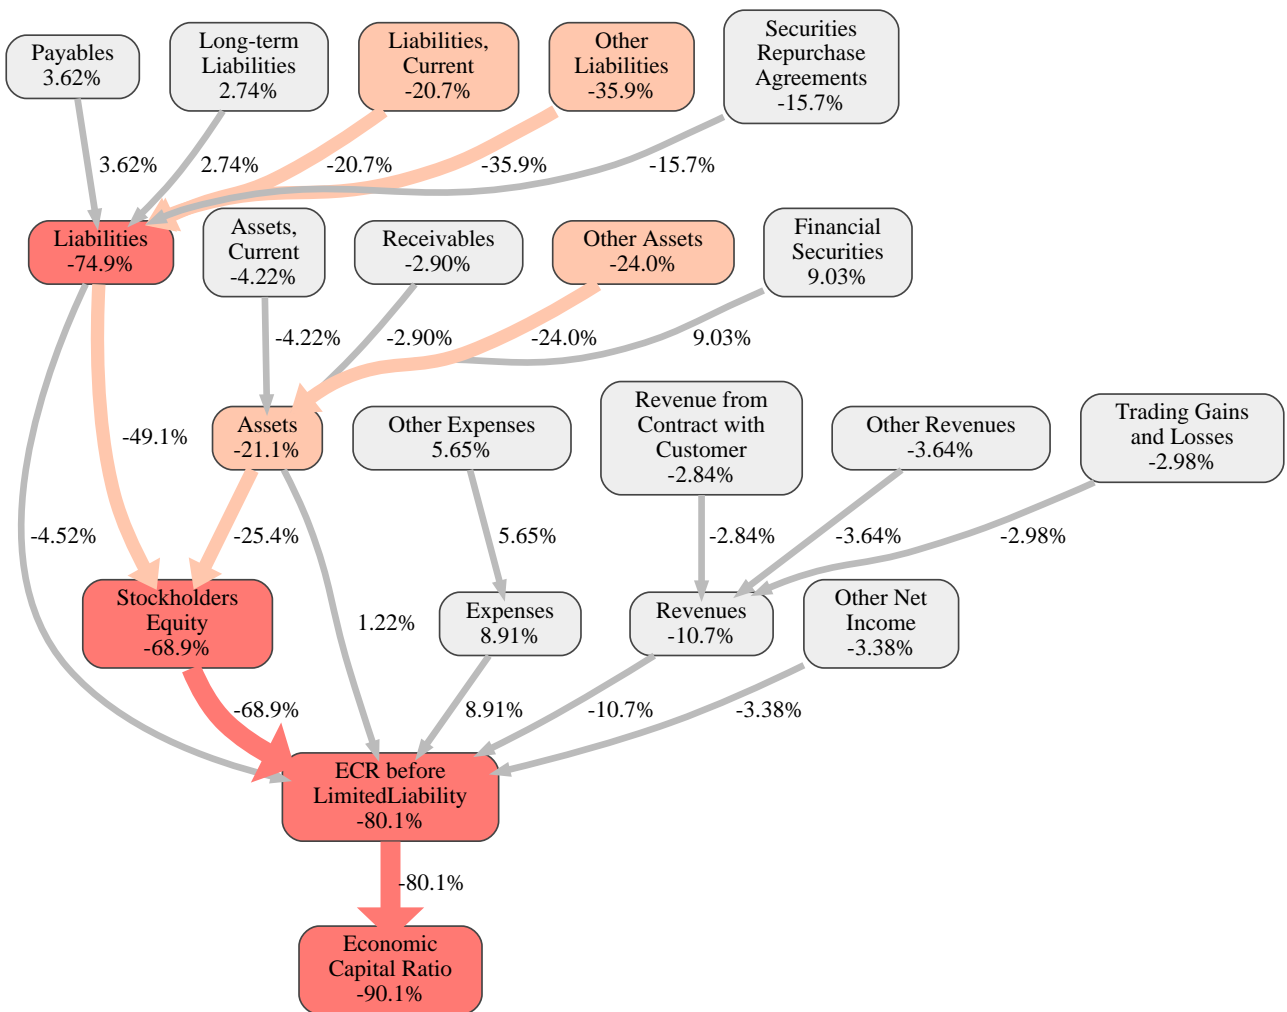 Payables
3.62%
Long-term
Liabilities
2.74%
Liabilities,
Current
-20.7%
Other
Liabilities
-35.9%
Securities
Repurchase
Agreements
-15.7%
3.62%
2.74%
-20.7%
-35.9%
-15.7%
Liabilities
-74.9%
Assets,
Current
-4.22%
Receivables
-2.90%
Other Assets
-24.0%
Financial
Securities
9.03%
-4.22%
-2.90%
-24.0%
9.03%
-49.1%
Assets
-21.1%
Other Expenses
5.65%
Revenue from
Contract with
Customer
-2.84%
Other Revenues
-3.64%
Trading Gains
and Losses
-2.98%
-4.52%
-25.4%
5.65%
-2.84%
-3.64%
-2.98%
Stockholders
Equity
-68.9%
1.22%
Expenses
8.91%
Revenues
-10.7%
Other Net
Income
-3.38%
-68.9%
8.91%
-10.7%
-3.38%
ECR before
LimitedLiability
-80.1%
-80.1%
Economic
Capital Ratio
-90.1%